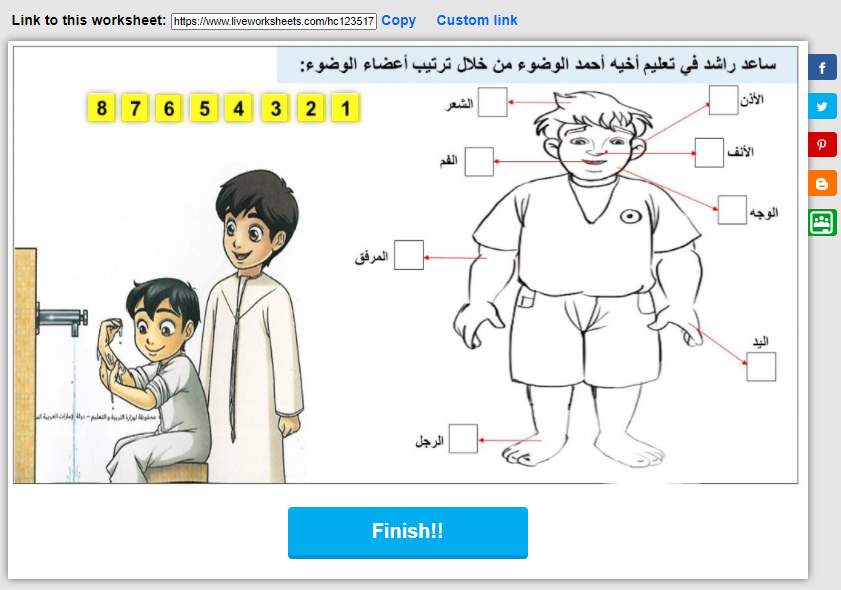 Link to this worksheet: https://www.liveworksheets.com/hc123517 Copy Custom link
ساعد راشد في تعليم أخيه أحمد الوضوء من خلال ترتيب أعضاء الوضوء:
8 7 6 5 4 3 2 1
الشعر
الأذن
الأنف
الفم
الوجه
المرفق
اليد
الرجل
محفوظة لوزارة التربية والتعليم – دولة الإمارات العربية
Finish!!